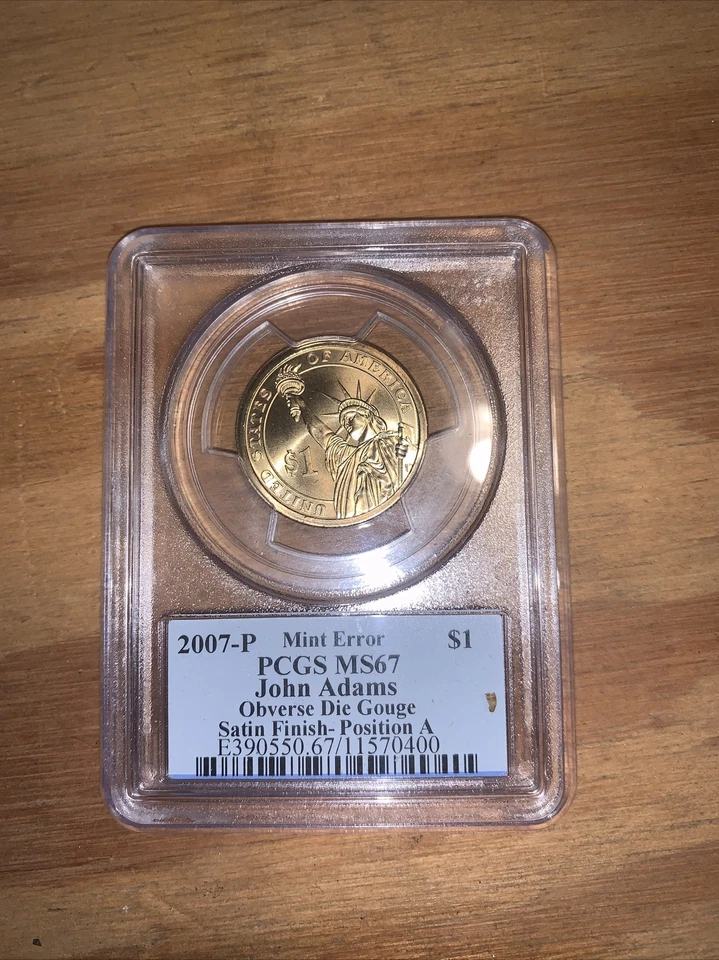 UNITED STATES OF AMERICA
$1
2007-P Mint Error $1
PCGS MS67
John Adams
Obverse Die Gouge
Satin Finish- Position A
E390550.67/11570400